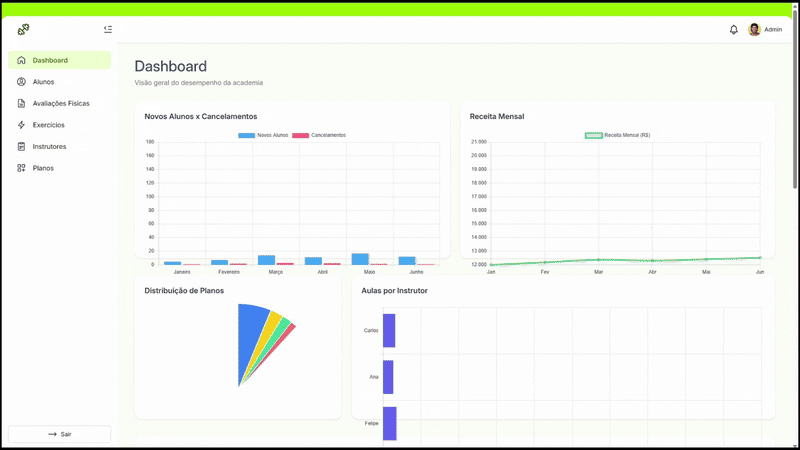 Admin
Dashboard
Alunos
Avaliações Físicas
Exercícios
Instrutores
Planos
Sair
Dashboard
Visão geral do desempenho da academia
Novos Alunos x Cancelamentos
Novos Alunos
Cancelamentos
180
160
140
120
100
80
60
40
20
0
Janeiro
Fevereiro
Março
Abril
Maio
Junho
Receita Mensal
Receita Mensal (R$)
21.000
20.000
19.000
18.000
17.000
16.000
15.000
14.000
13.000
12.000
Jan
Fev
Mar
Abr
Mai
Jun
Distribuição de Planos
Aulas por Instrutor
Carlos
Ana
Felipe